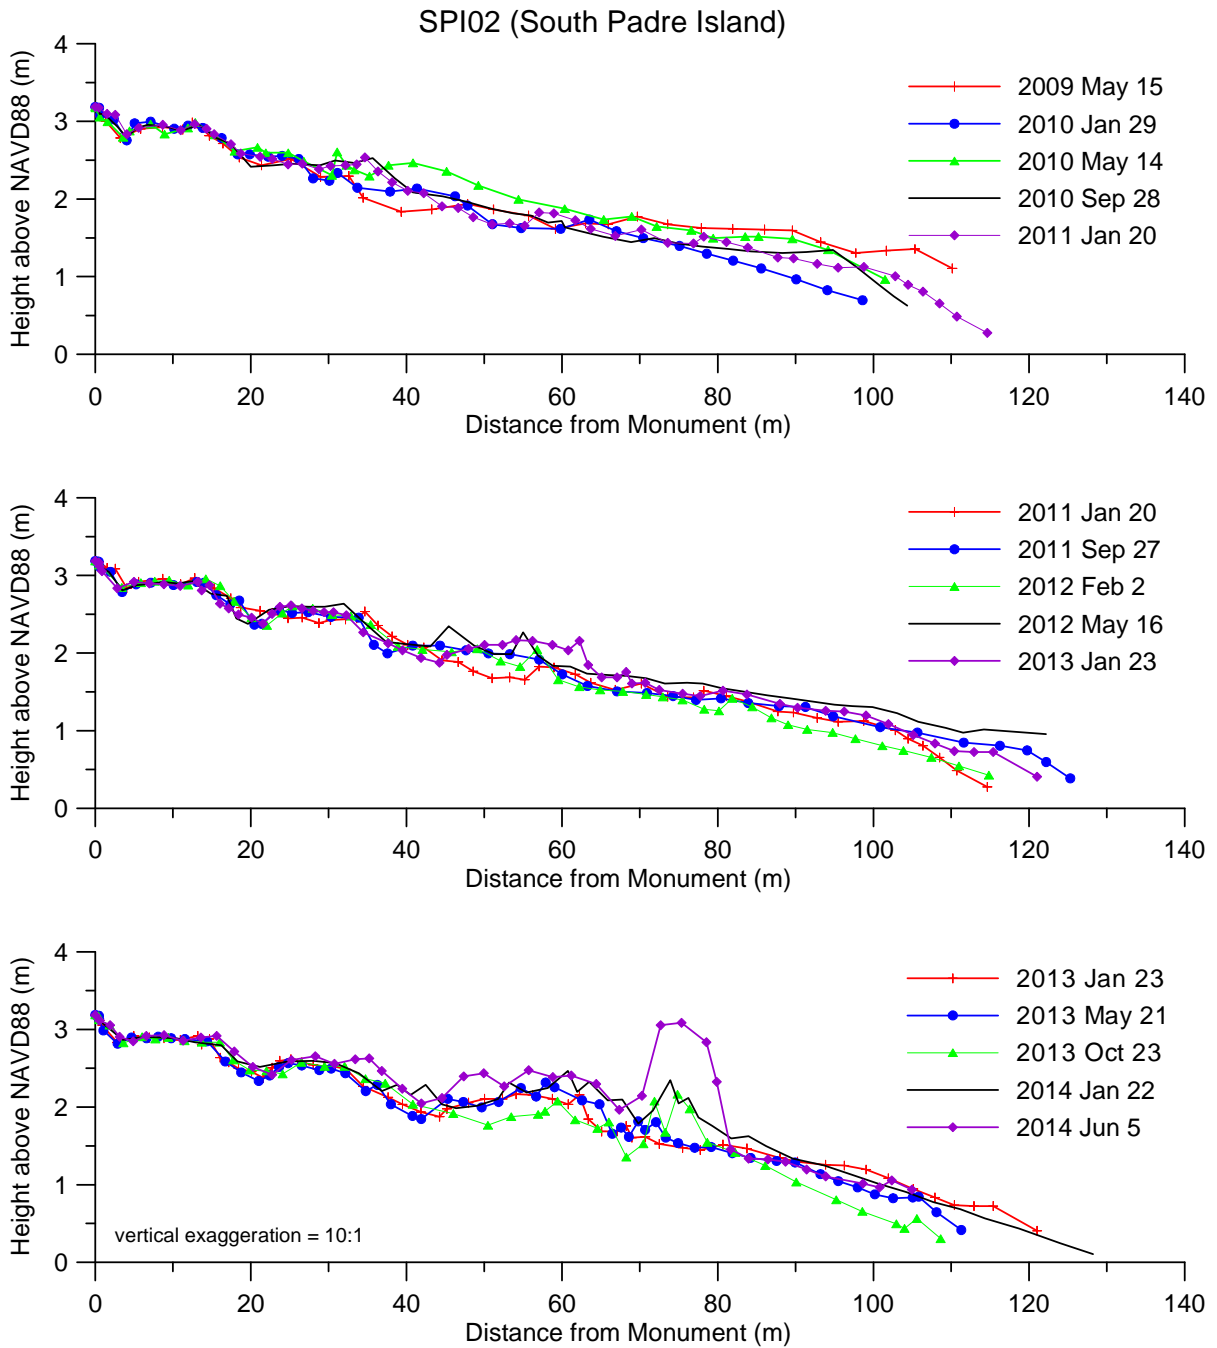 SPI02 (South Padre Island)
Height above NAVD88 (m)
4
3
2
1
0
0 20 40 60 80 100 120 140
Distance from Monument (m)
2009 May 15
2010 Jan 29
2010 May 14
2010 Sep 28
2011 Jan 20
Height above NAVD88 (m)
4
3
2
1
0
0 20 40 60 80 100 120 140
Distance from Monument (m)
2011 Jan 20
2011 Sep 27
2012 Feb 2
2012 May 16
2013 Jan 23
Height above NAVD88 (m)
4
3
2
1
0
0 20 40 60 80 100 120 140
Distance from Monument (m)
2013 Jan 23
2013 May 21
2013 Oct 23
2014 Jan 22
2014 Jun 5
vertical exaggeration = 10:1